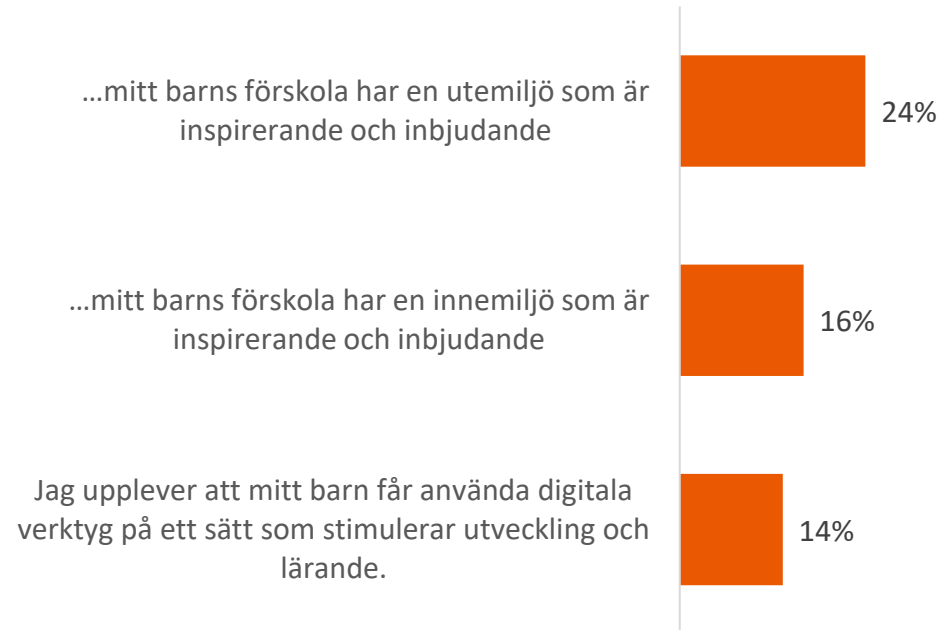 …mitt barns förskola har en utemiljö som är
inspirerande och inbjudande
24%
…mitt barns förskola har en innemiljö som är
inspirerande och inbjudande
16%
Jag upplever att mitt barn får använda digitala
verktyg på ett sätt som stimulerar utveckling och
lärande.
14%